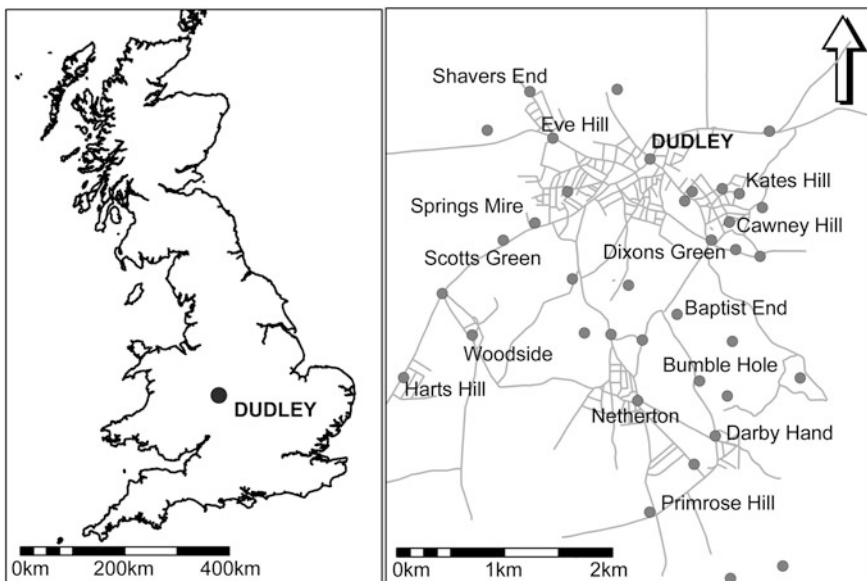 DUDLEY
0km 200km 400km
Shavers End
Eve Hill
DUDLEY
Kates Hill
Springs Mire
Cawney Hill
Scotts Green
Dixons Green
Baptist End
Woodside
Bumble Hole
Harts Hill
Netherton
Darby Hand
Primrose Hill
0km 1km 2km